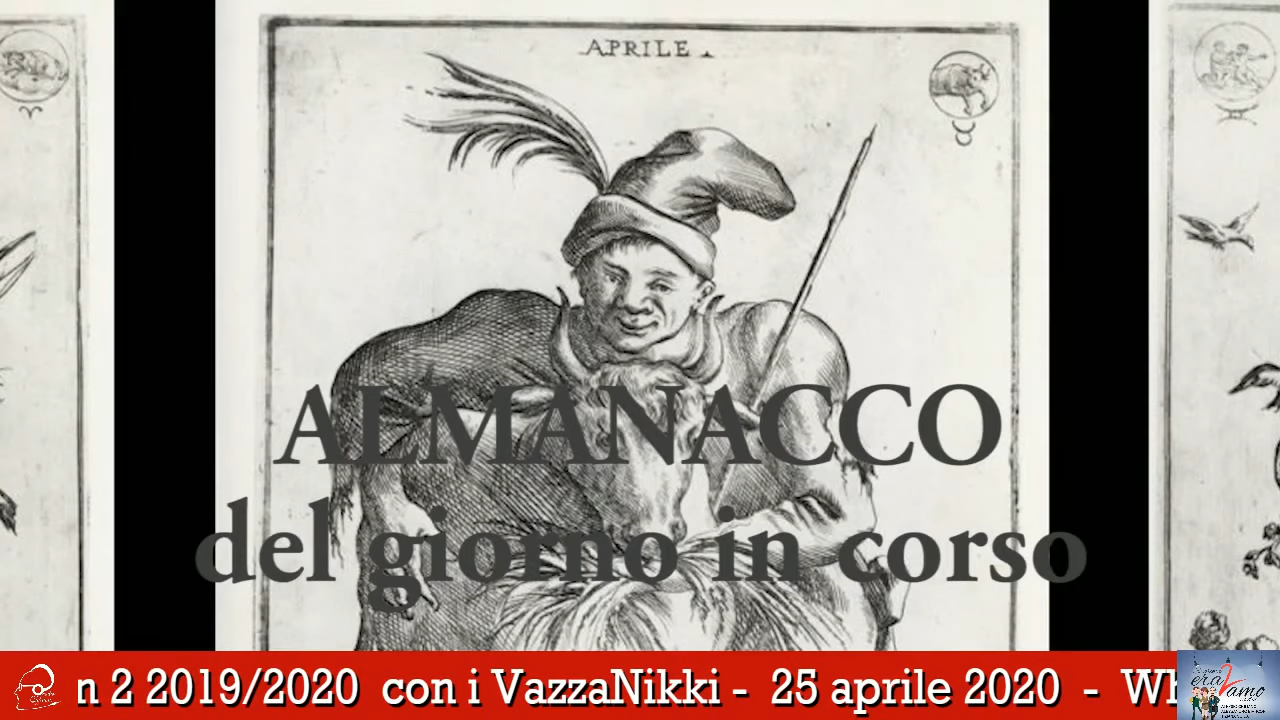 APRILE.
ALMANACCO
del giorno in corso
n 2 2019/2020 con i VazzaNikki - 25 aprile 2020 -